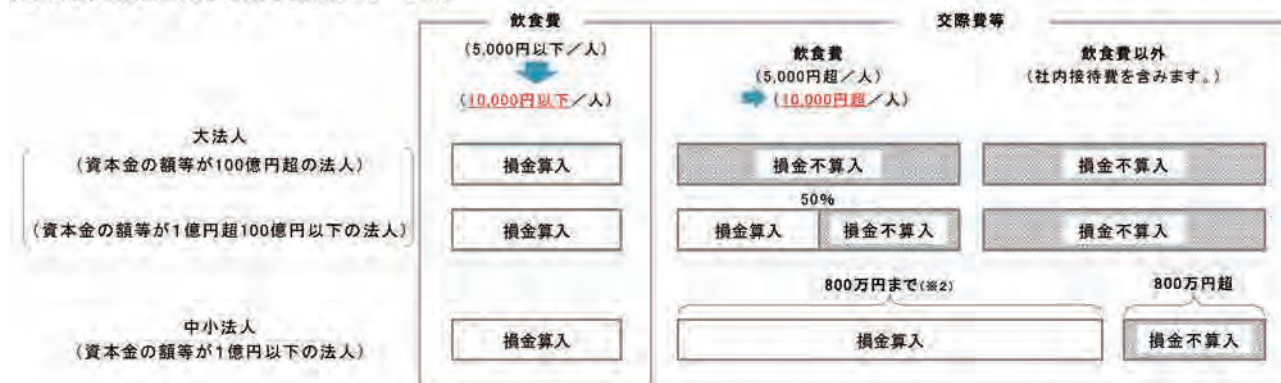 飲食費
交際費等
(5,000円以下／人)
(10,000円以下／人)
飲食費
(5,000円超／人)
(10,000円超／人)
飲食費以外
(社内接待費を含みます。)
大法人
(資本金の額等が100億円超の法人)
損金算入
損金不算入
損金不算入
50%
(資本金の額等が1億円超100億円以下の法人)
損金算入
損金算入
損金不算入
損金不算入
800万円まで(※2)
800万円超
中小法人
(資本金の額等が1億円以下の法人)
損金算入
損金算入
損金不算入